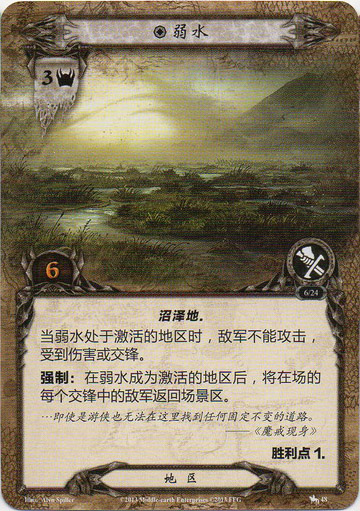 弱水
3
6
6/24
沼泽地.
当弱水处于激活的地区时，敌军不能攻击，
受到伤害或交锋。
强制：在弱水成为激活的地区后，将在场的
每个交锋中的敌军返回场景区。
…即使是游侠也无法在这里找到任何固定不变的道路。
——《魔戒现身》
胜利点 1.
地 区
Illus. Alyn Spiller
©2013 Middle-earth Enterprises ©2013 FFG
48